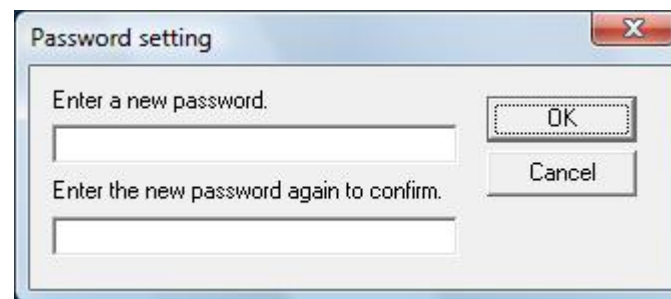 Password setting
Enter a new password.
OK
Cancel
Enter the new password again to confirm.